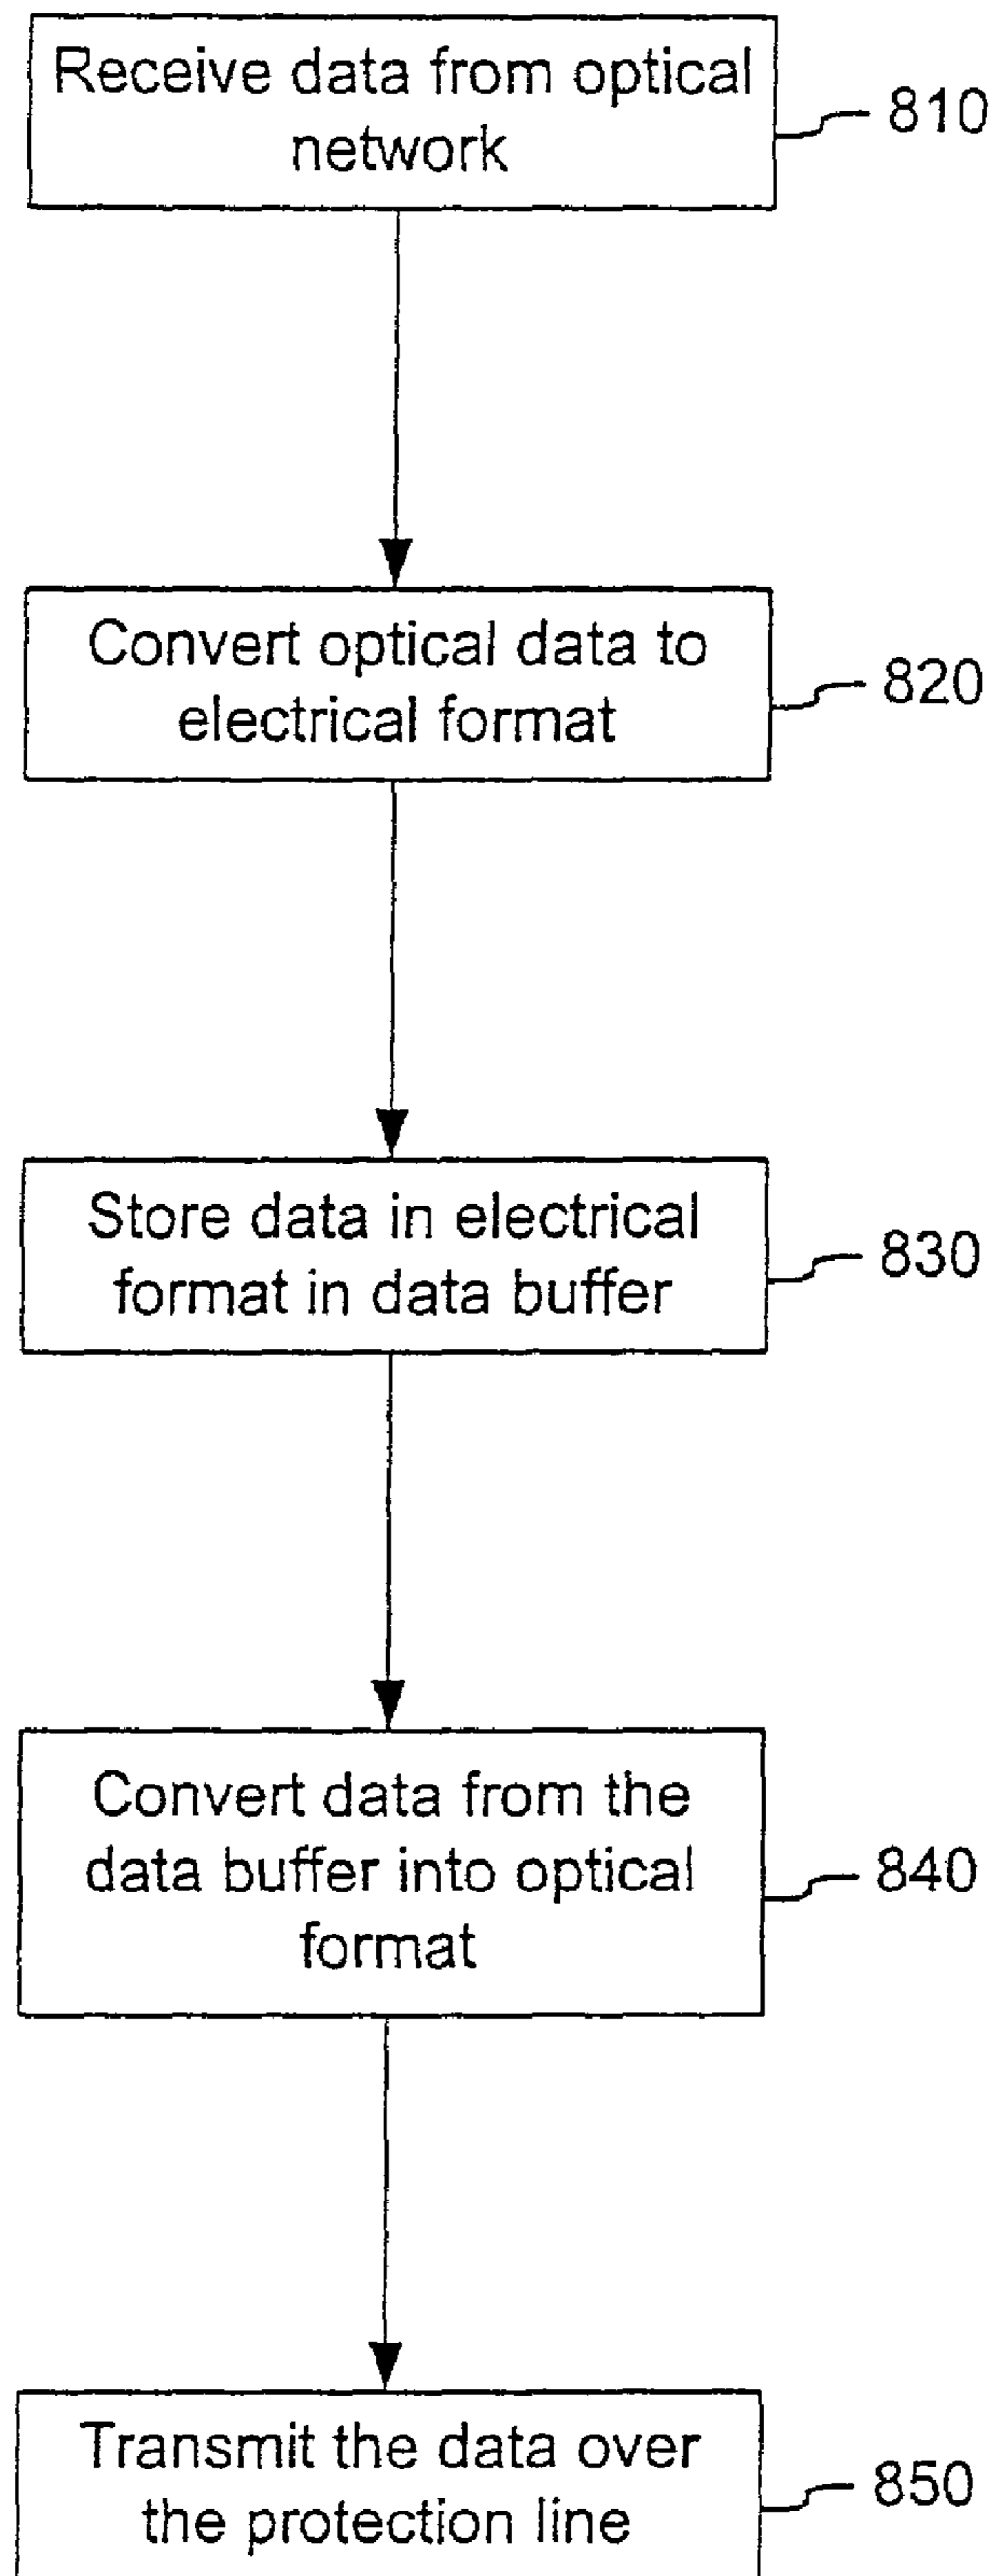 Receive data from optical
network
810
Convert optical data to
electrical format
820
Store data in electrical
format in data buffer
830
Convert data from the
data buffer into optical
format
840
Transmit the data over
the protection line
850